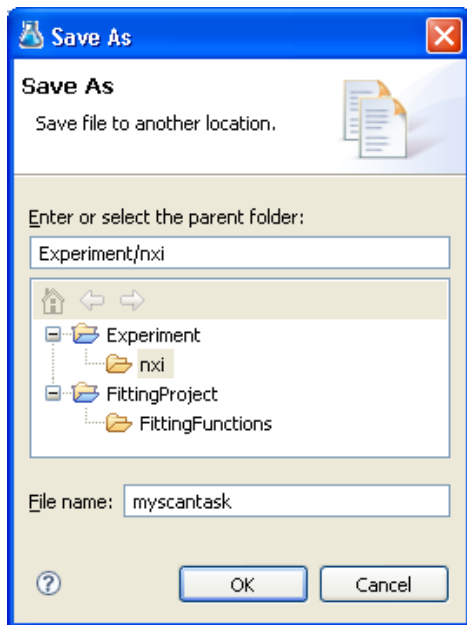 Save As
Save As
Save file to another location.
Enter or select the parent folder:
Experiment/nxi
Experiment
nxi
FittingProject
FittingFunctions
File name: myscantask
OK Cancel